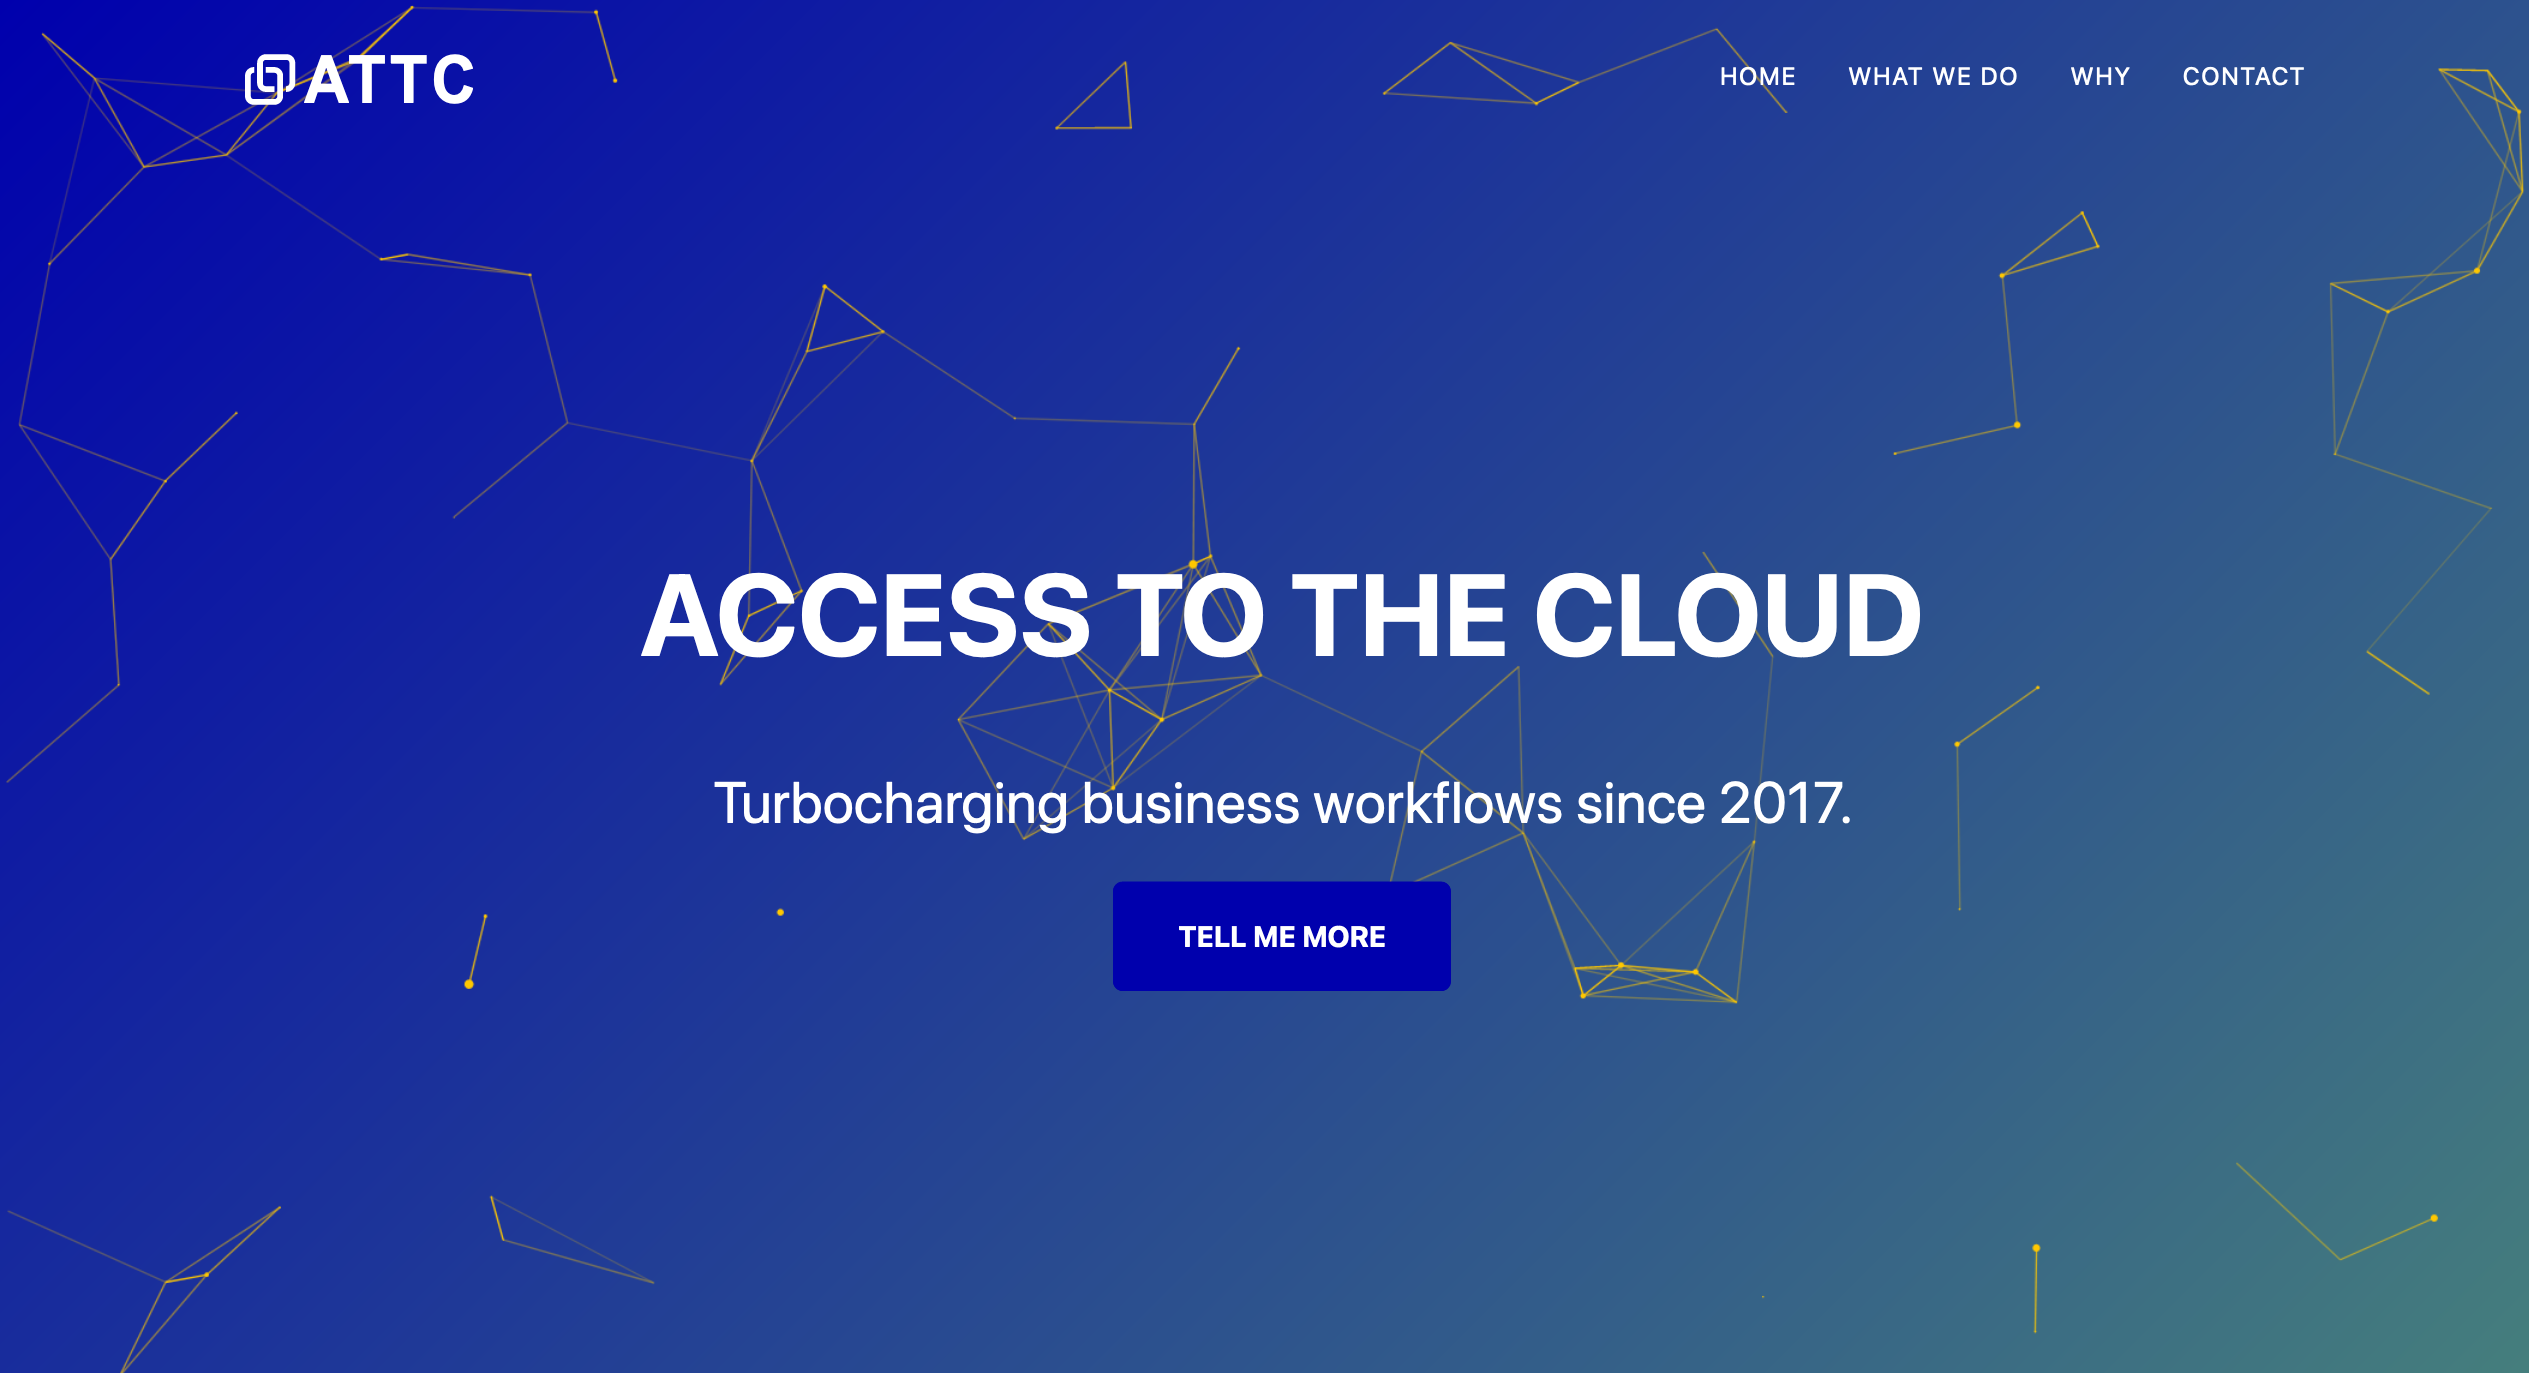 ATTC
HOME WHAT WE DO WHY CONTACT
ACCESS TO THE CLOUD
Turbocharging business workflows since 2017.
TELL ME MORE